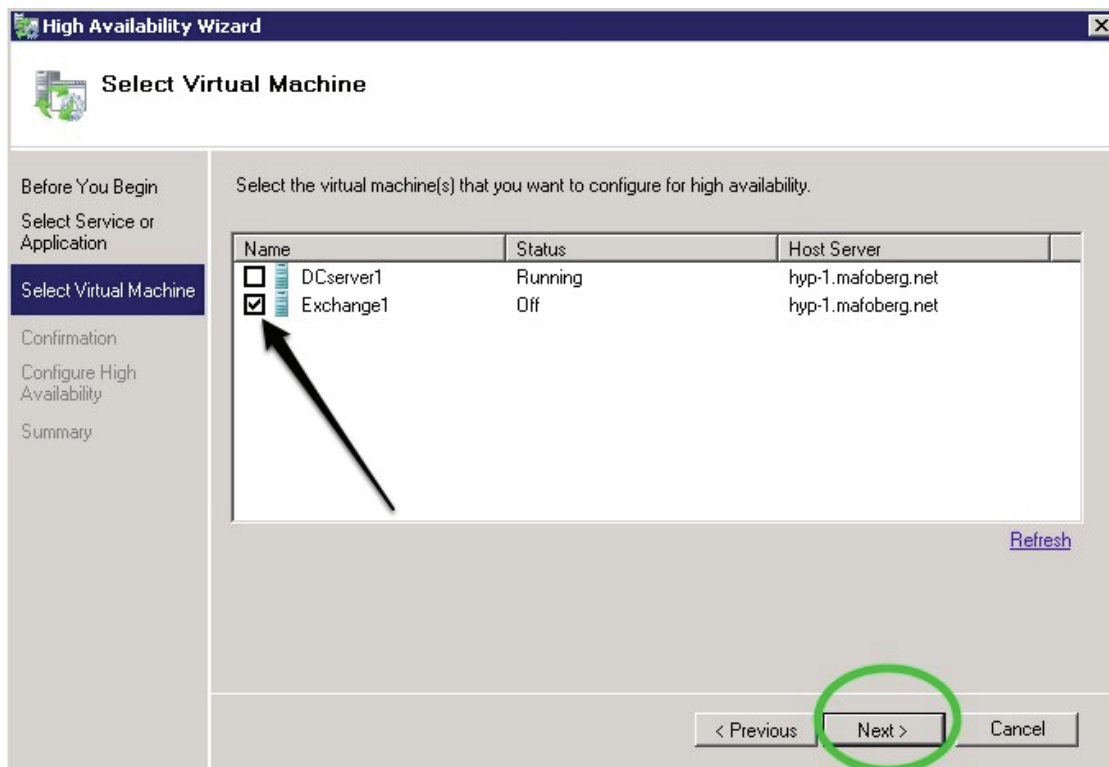 High Availability Wizard
Select Virtual Machine
Before You Begin
Select Service or
Application
Select Virtual Machine
Confirmation
Configure High
Availability
Summary
Select the virtual machine(s) that you want to configure for high availability.
Name Status Host Server
DCserver1 Running hyp-1.mafoberg.net
Exchange1 Off hyp-1.mafoberg.net
Refresh
< Previous Next > Cancel